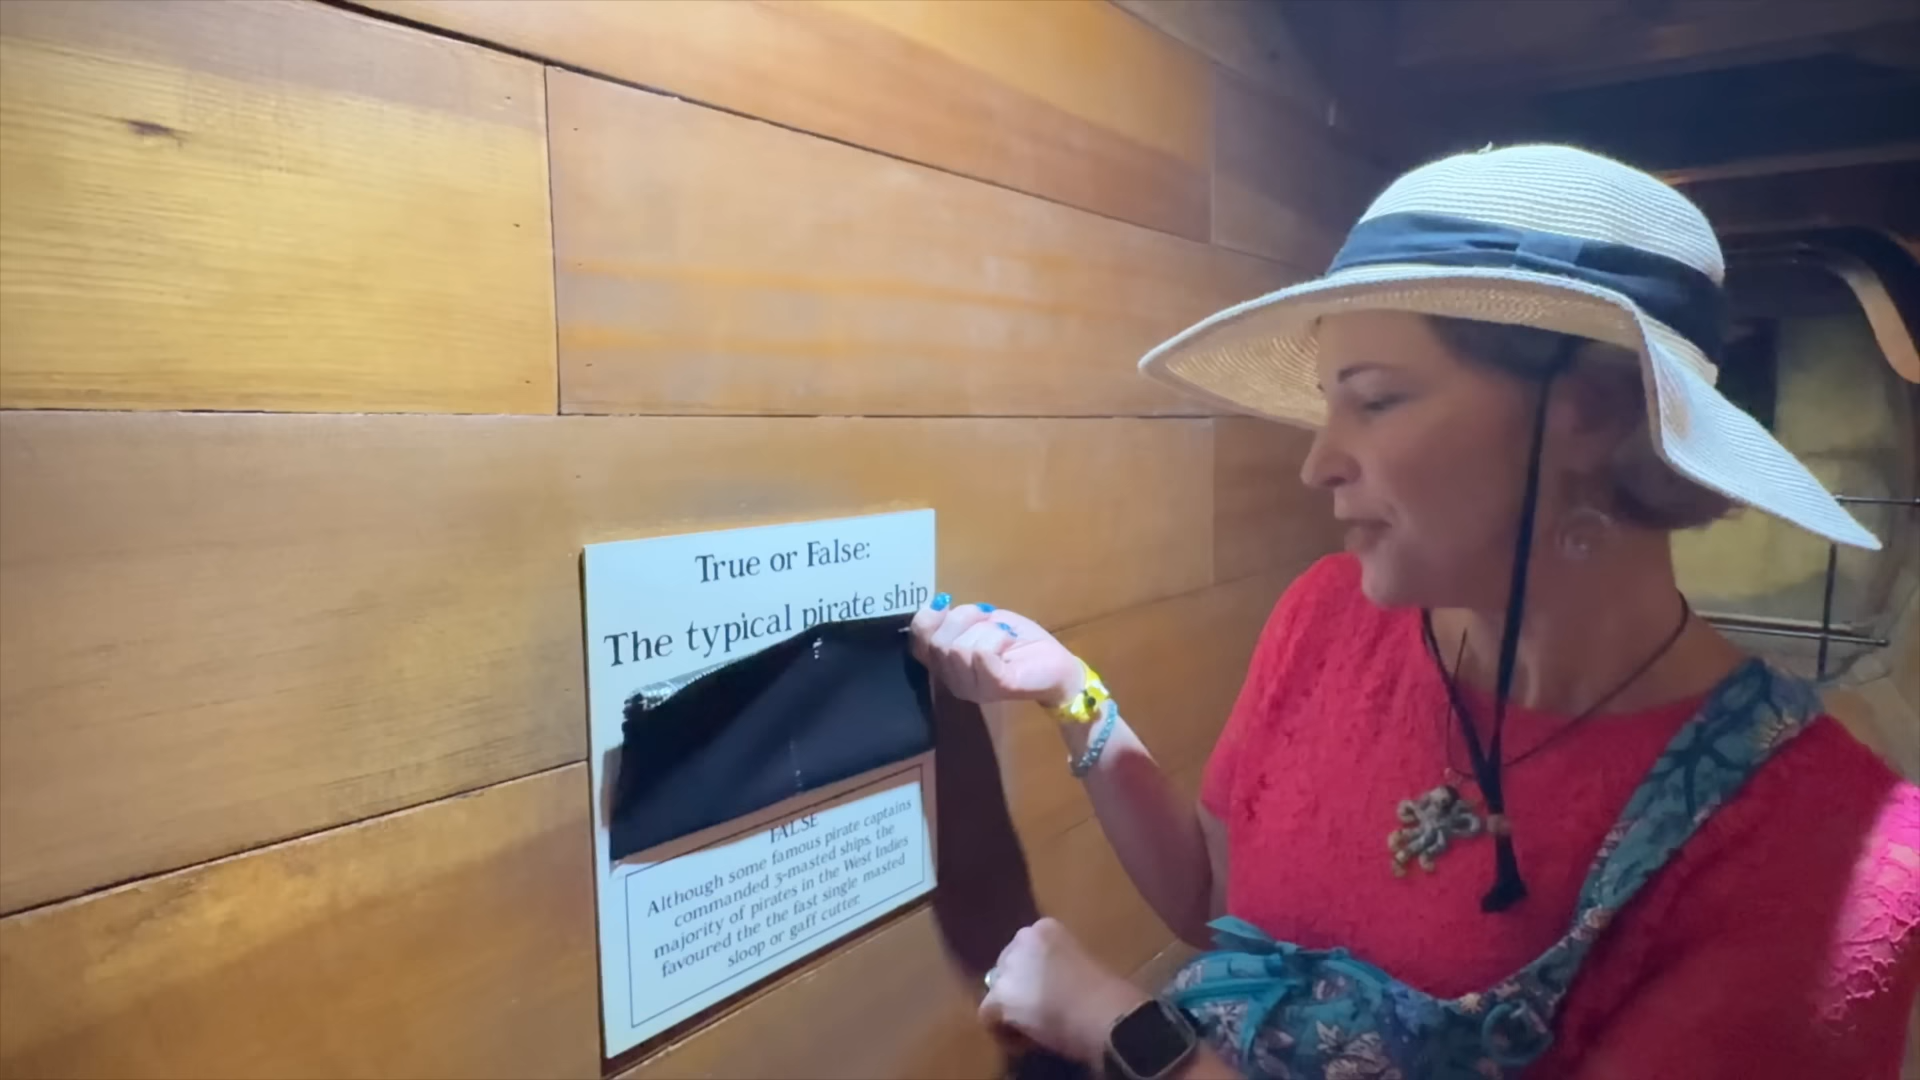 True or False:
The typical pirate ship
FALSE
Although some famous pirate captains
commanded 3-masted ships, the
majority of pirates in the West Indies
favoured the the fast single masted
sloop or gaff cutter.